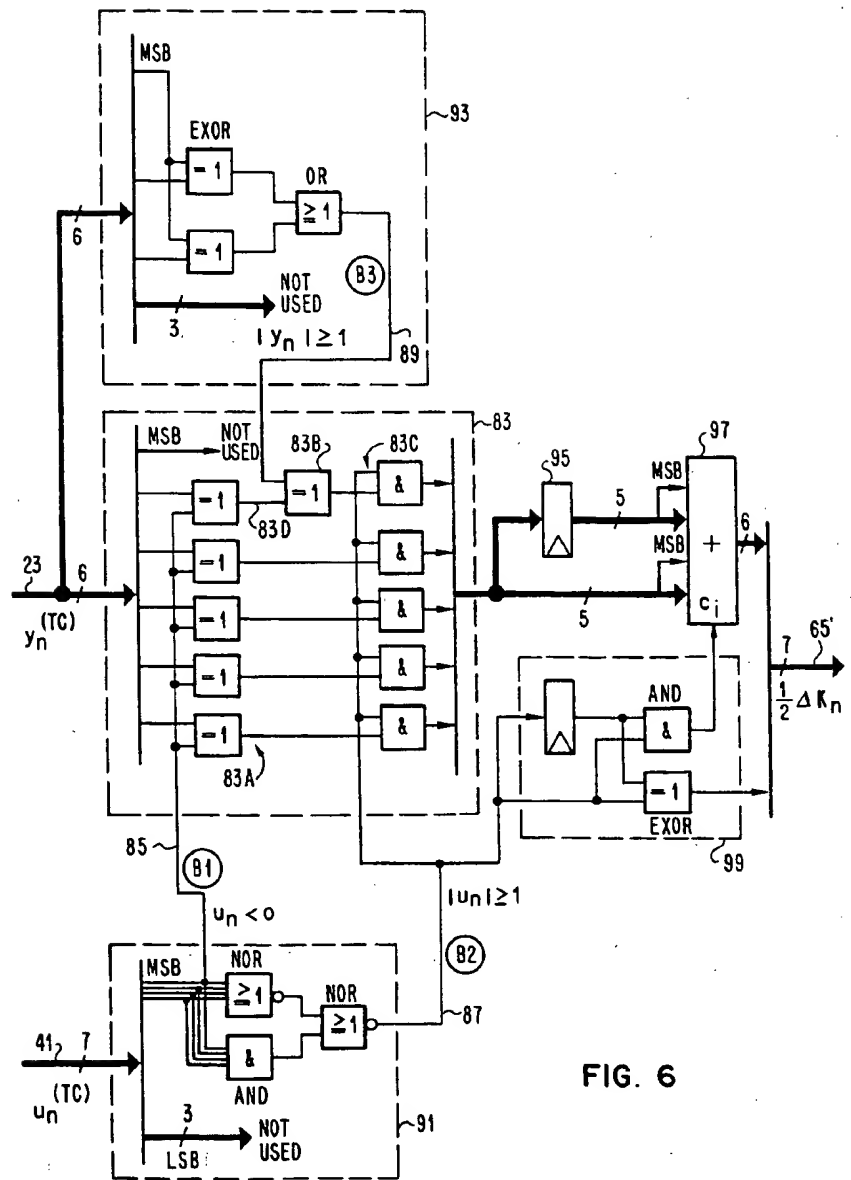 MSB
93
EXOR
= 1
OR
≥ 1
= 1
6
B3
NOT
USED
3
|yn| ≥ 1
89
83
MSB
NOT
USED
83B
83C
= 1
= 1
&
83D
95
97
MSB
= 1
&
5
6
MSB
+
23
6
= 1
&
yn(TC)
5
ci
7
65'
= 1
&
½ ΔKn
AND
&
= 1
&
83A
= 1
EXOR
85
B1
99
un < 0
|un| ≥ 1
B2
MSB
NOR
≥ 1
NOR
≥ 1
87
41
7
&
un(TC)
AND
3
NOT
USED
LSB
91
FIG. 6